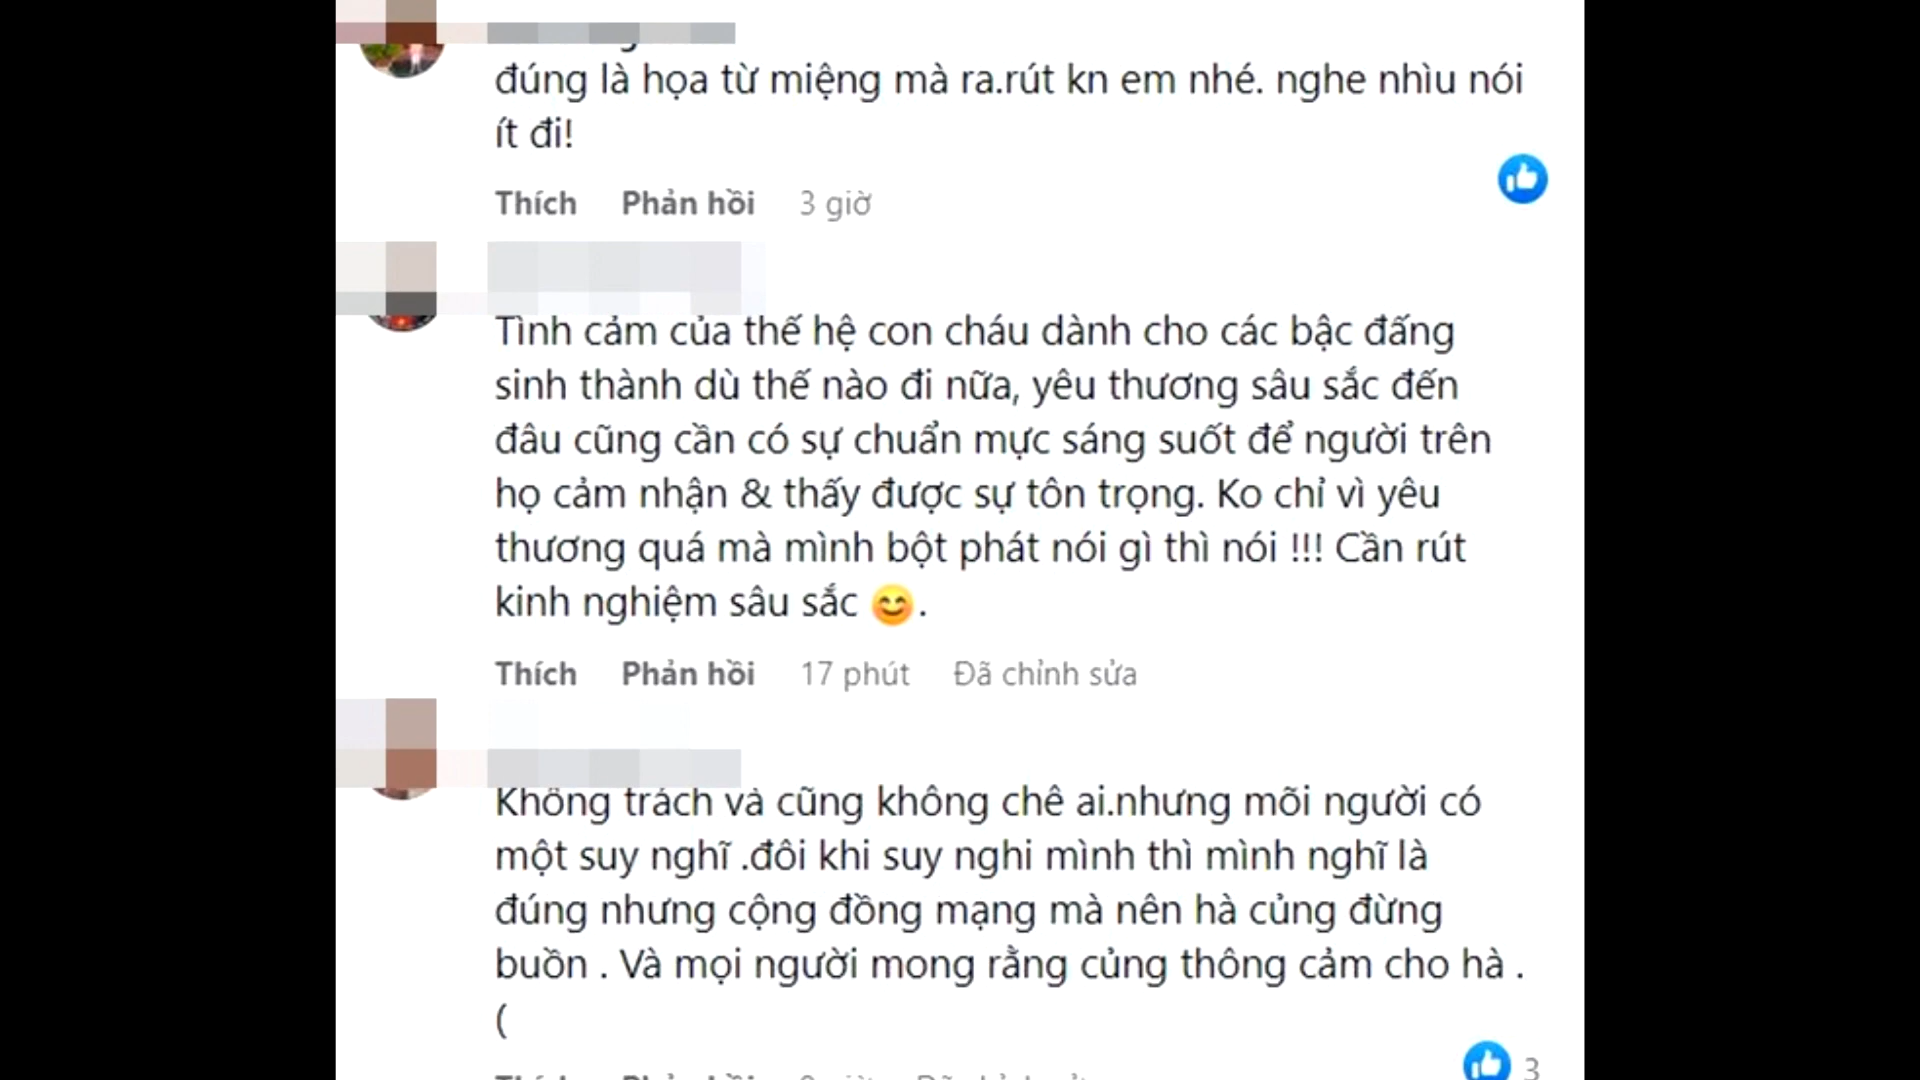 đúng là họa từ miệng mà ra.rút kn em nhé. nghe nhìu nói
ít đi!
Thích Phản hồi 3 giờ
Tình cảm của thế hệ con cháu dành cho các bậc đấng
sinh thành dù thế nào đi nữa, yêu thương sâu sắc đến
đâu cũng cần có sự chuẩn mực sáng suốt để người trên
họ cảm nhận & thấy được sự tôn trọng. Ko chỉ vì yêu
thương quá mà mình bột phát nói gì thì nói !!! Cần rút
kinh nghiệm sâu sắc 😊.
Thích Phản hồi 17 phút Đã chỉnh sửa
Không trách và cũng không chê ai.nhưng mõi người có
một suy nghĩ .đôi khi suy nghi mình thì mình nghĩ là
đúng nhưng cộng đồng mạng mà nên hà củng đừng
buồn . Và mọi người mong rằng củng thông cảm cho hà .
(
3